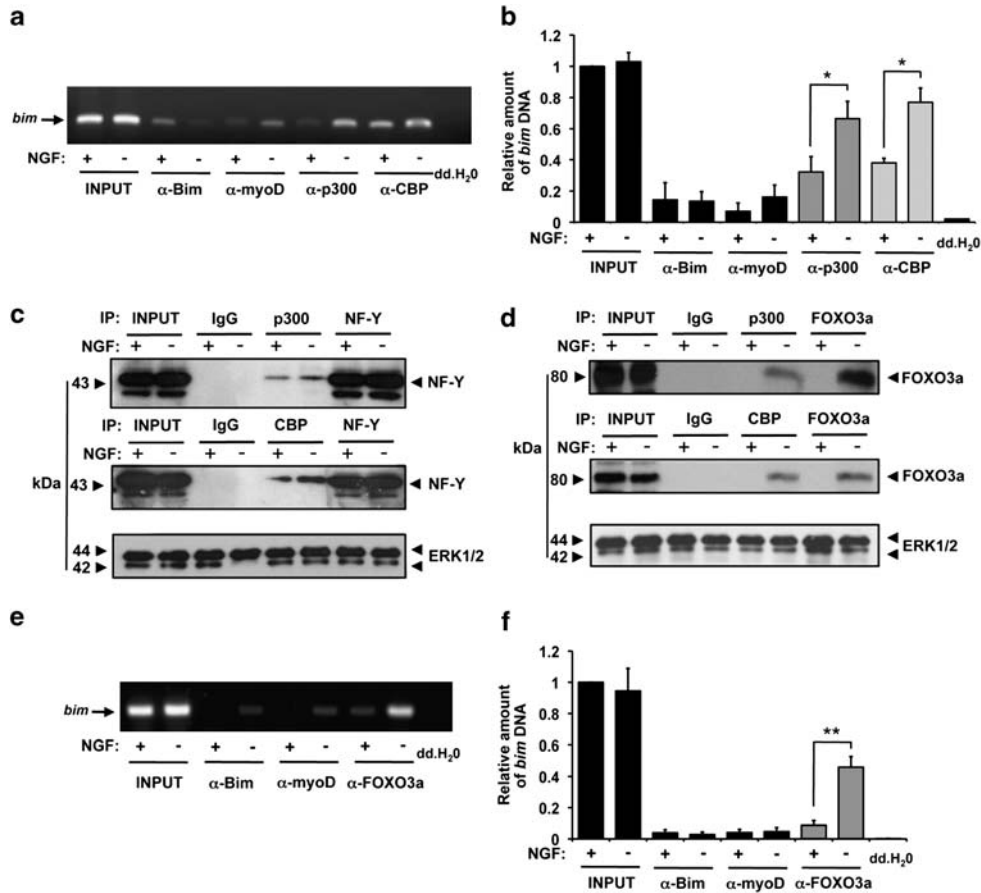 a
bim
NGF: + - + - + - + - + -
INPUT α-Bim α-myoD α-p300 α-CBP dd.H20
b
Relative amount
of bim DNA
1.2
1
0.8
0.6
0.4
0.2
0
* *
NGF: + - + - + - + - + - dd.H20
INPUT α-Bim α-myoD α-p300 α-CBP
c
IP: INPUT IgG p300 NF-Y
NGF: + - + - + - + -
43 NF-Y
IP: INPUT IgG CBP NF-Y
NGF: + - + - + - + -
kDa 43 NF-Y
44
42 ERK1/2
d
IP: INPUT IgG p300 FOXO3a
NGF: + - + - + - + -
80 FOXO3a
IP: INPUT IgG CBP FOXO3a
NGF: + - + - + - + -
kDa 80 FOXO3a
44
42 ERK1/2
e
bim
NGF: + - + - + - + - dd.H20
INPUT α-Bim α-myoD α-FOXO3a
f
Relative amount
of bim DNA
1.2
1
0.8
0.6
0.4
0.2
0
**
NGF: + - + - + - + - dd.H20
INPUT α-Bim α-myoD α-FOXO3a